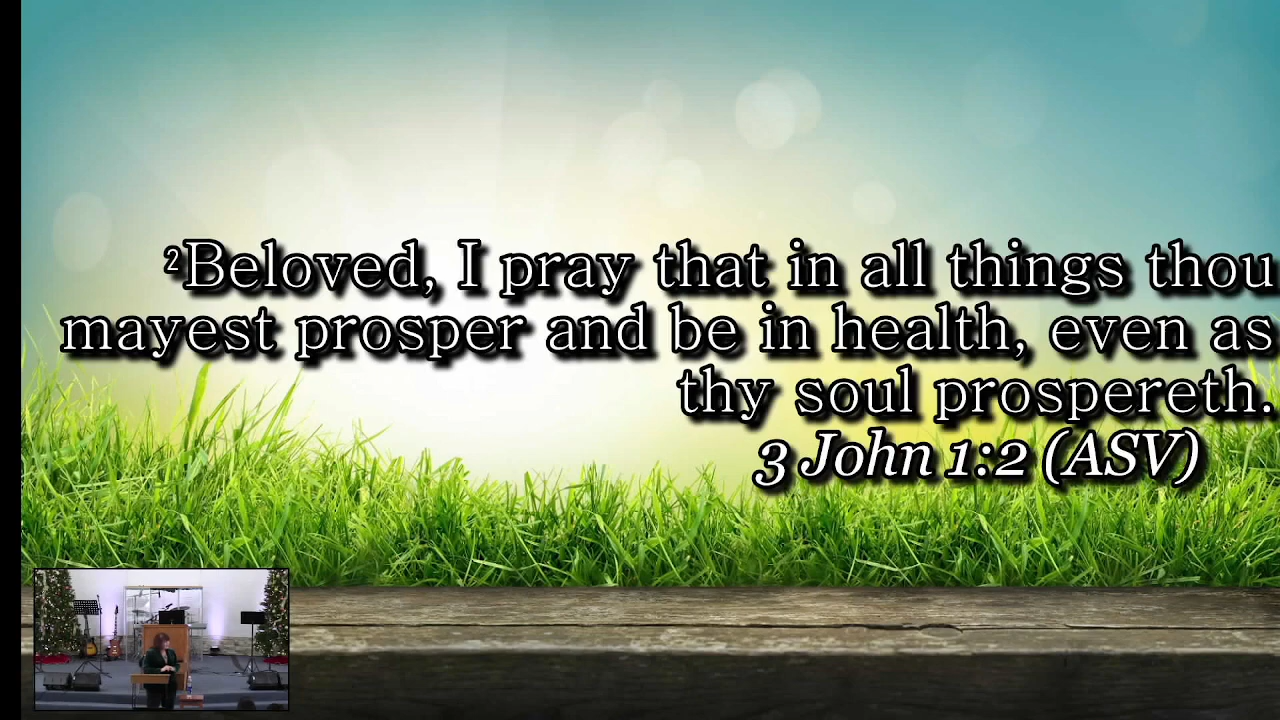 ²Beloved, I pray that in all things thou
mayest prosper and be in health, even as
thy soul prospereth.
3 John 1:2 (ASV)